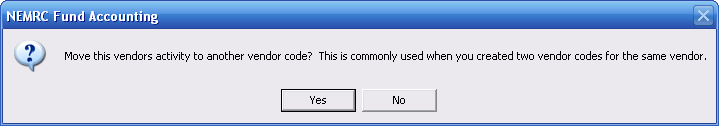 NEMRC Fund Accounting
Move this vendors activity to another vendor code?  This is commonly used when you created two vendor codes for the same vendor.
Yes
No